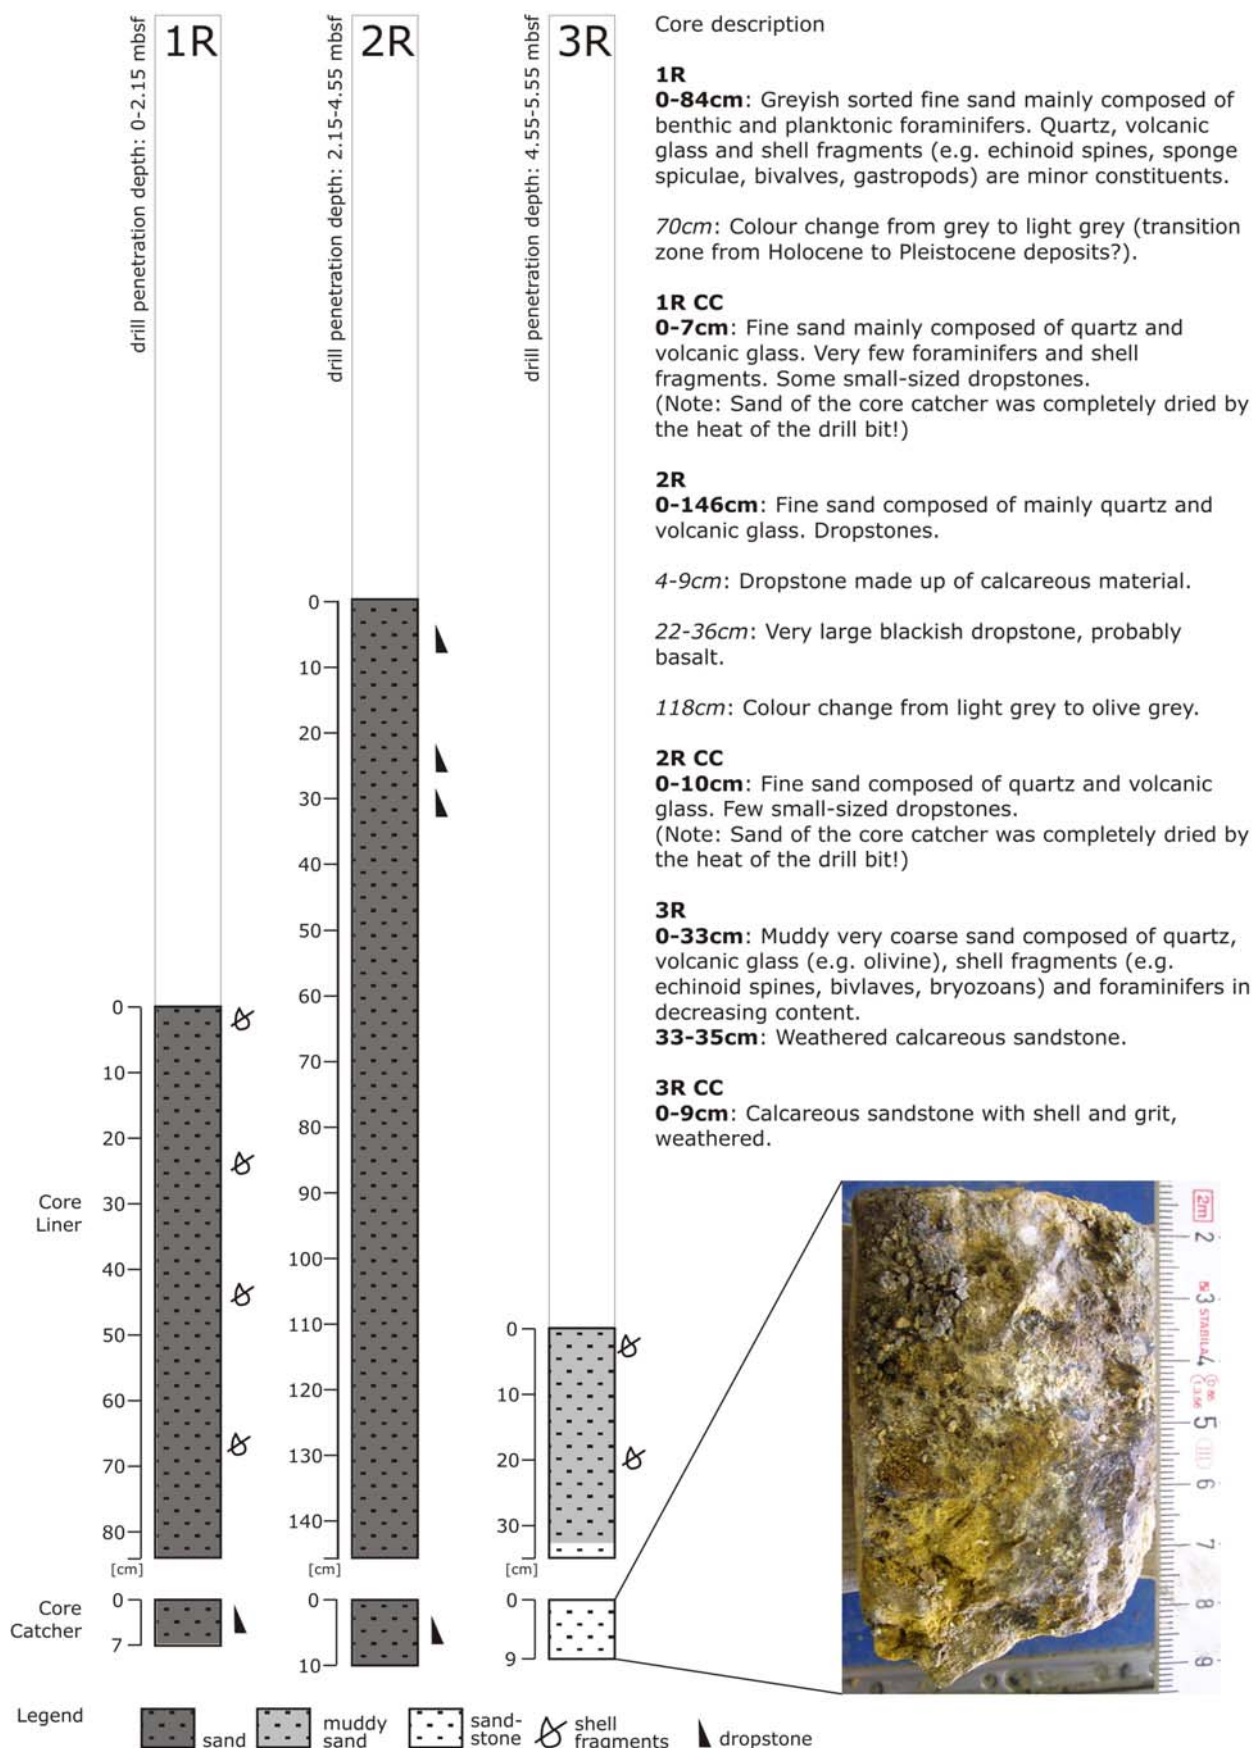 1R
drill penetration depth: 0-2.15 mbsf
2R
drill penetration depth: 2.15-4.55 mbsf
3R
drill penetration depth: 4.55-5.55 mbsf
Core description
1R
0-84cm: Greyish sorted fine sand mainly composed of
benthic and planktonic foraminifers. Quartz, volcanic
glass and shell fragments (e.g. echinoid spines, sponge
spiculae, bivalves, gastropods) are minor constituents.
70cm: Colour change from grey to light grey (transition
zone from Holocene to Pleistocene deposits?).
1R CC
0-7cm: Fine sand mainly composed of quartz and
volcanic glass. Very few foraminifers and shell
fragments. Some small-sized dropstones.
(Note: Sand of the core catcher was completely dried by
the heat of the drill bit!)
2R
0-146cm: Fine sand composed of mainly quartz and
volcanic glass. Dropstones.
4-9cm: Dropstone made up of calcareous material.
22-36cm: Very large blackish dropstone, probably
basalt.
118cm: Colour change from light grey to olive grey.
2R CC
0-10cm: Fine sand composed of quartz and volcanic
glass. Few small-sized dropstones.
(Note: Sand of the core catcher was completely dried by
the heat of the drill bit!)
3R
0-33cm: Muddy very coarse sand composed of quartz,
volcanic glass (e.g. olivine), shell fragments (e.g.
echinoid spines, bivlaves, bryozoans) and foraminifers in
decreasing content.
33-35cm: Weathered calcareous sandstone.
3R CC
0-9cm: Calcareous sandstone with shell and grit,
weathered.
Core
Liner
0
10
20
30
40
50
60
70
80
[cm]
0
10
20
30
40
50
60
70
80
90
100
110
120
130
140
[cm]
0
10
20
30
[cm]
Core
Catcher
0
7
0
10
0
9
2m
2
3
STABILA
4
5
6
7
8
9
Legend
sand
muddy
sand
sand-
stone
shell
fragments
dropstone